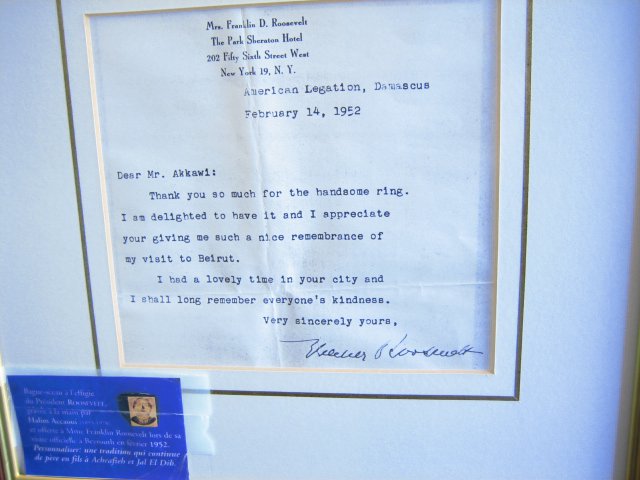 Mrs. Franklin D. Roosevelt
The Park Sheraton Hotel
202 Fifty Sixth Street West
New York 19, N. Y.
American Legation, Damascus
February 14, 1952
Dear Mr. Akkawi:
Thank you so much for the handsome ring.
I am delighted to have it and I appreciate
your giving me such a nice remembrance of
my visit to Beirut.
I had a lovely time in your city and
I shall long remember everyone's kindness.
Very sincerely yours,
Eleanor Roosevelt
Bague-sceau à l'effigie
du Président ROOSEVELT,
gravée à la main par
Halim
et offerte à Mme. Franklin Roosevelt lors de sa
visite officielle à Beyrouth en février 1952.
Personnaliser: une tradition qui continue
de père en fils à Achrafieh et Jal El Dib.